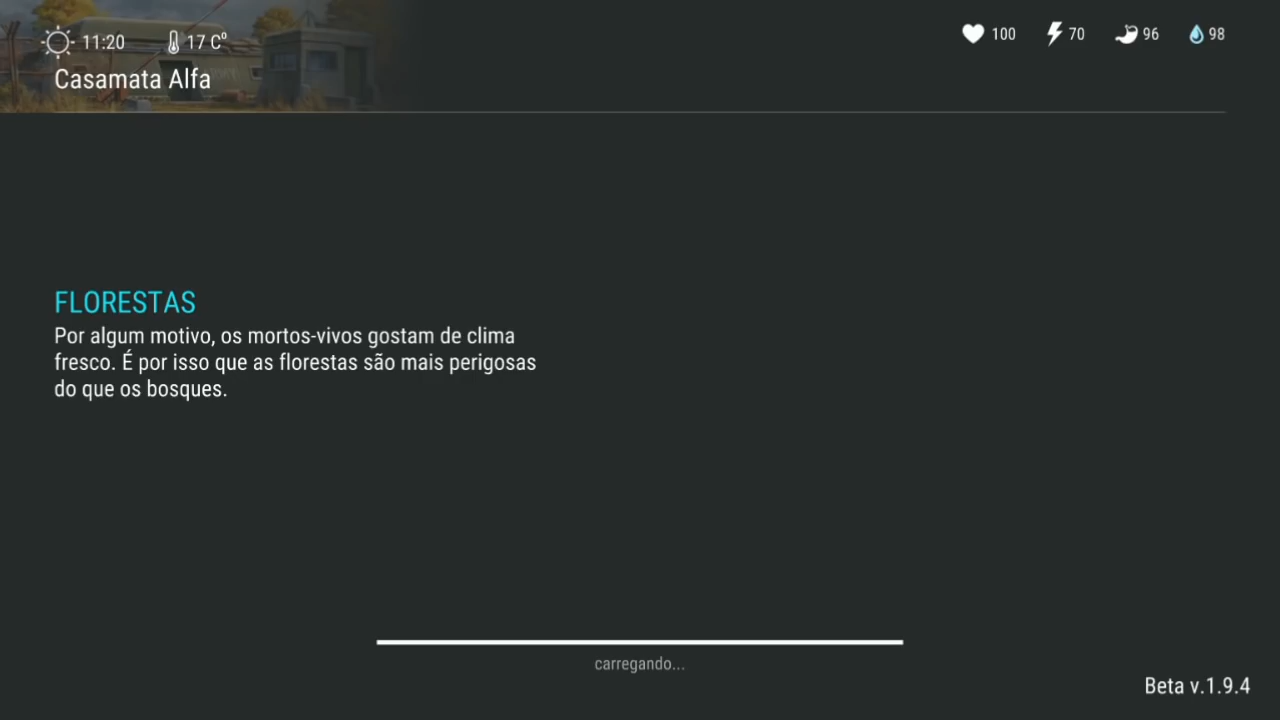 11:20
17 Cº
100
70
96
98
Casamata Alfa
FLORESTAS
Por algum motivo, os mortos-vivos gostam de clima
fresco. É por isso que as florestas são mais perigosas
do que os bosques.
carregando...
Beta v.1.9.4